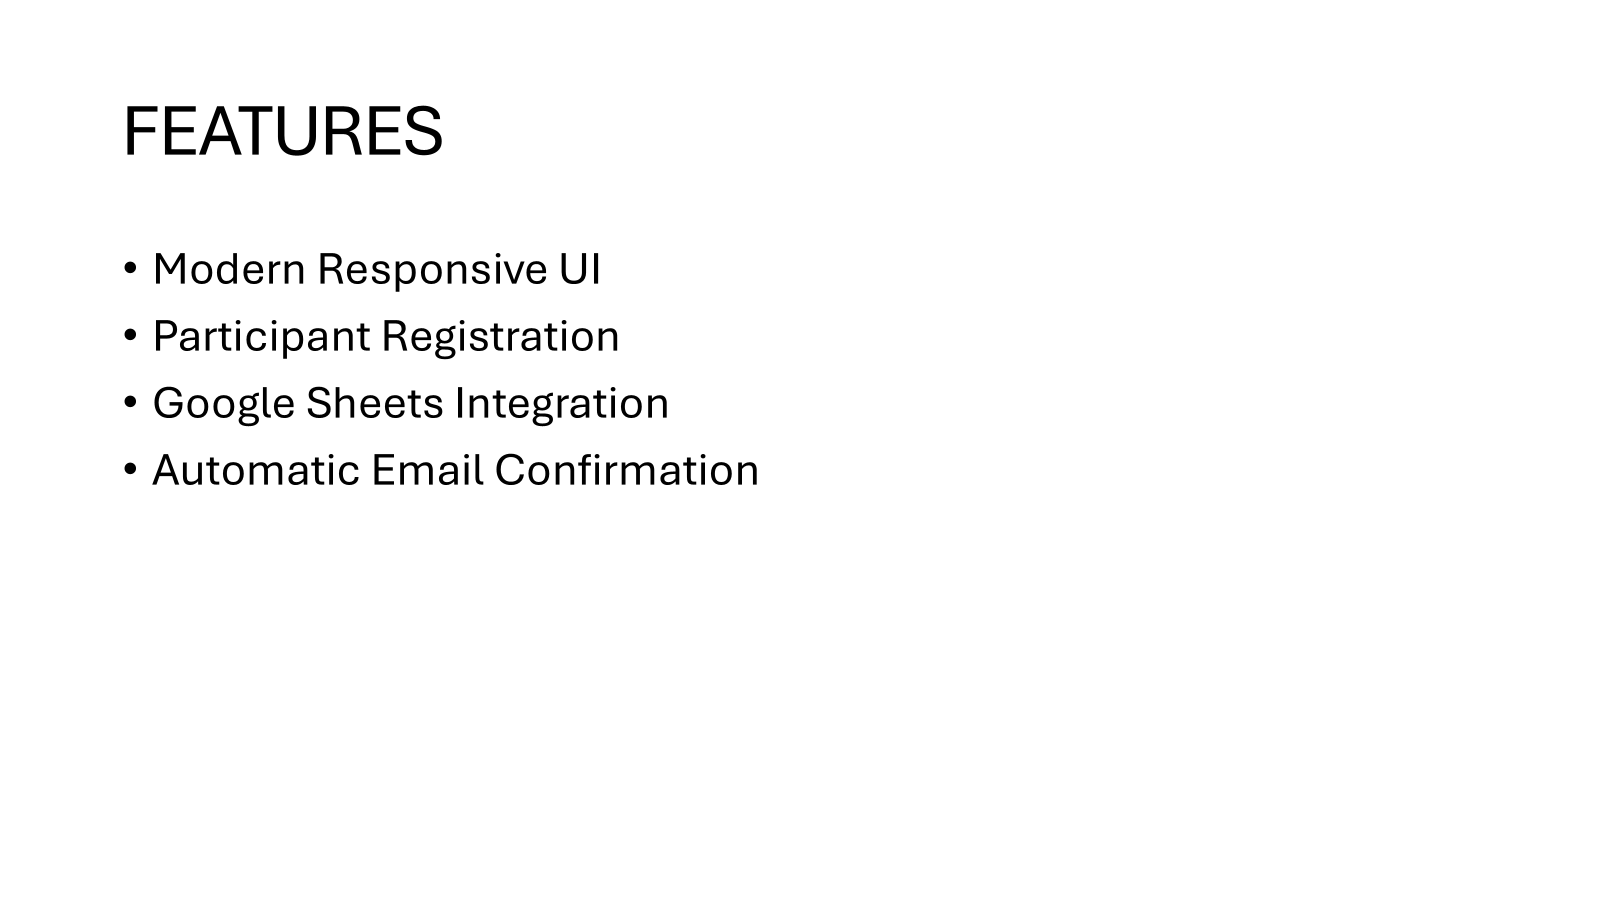 FEATURES
• Modern Responsive UI
• Participant Registration
• Google Sheets Integration
• Automatic Email Confirmation